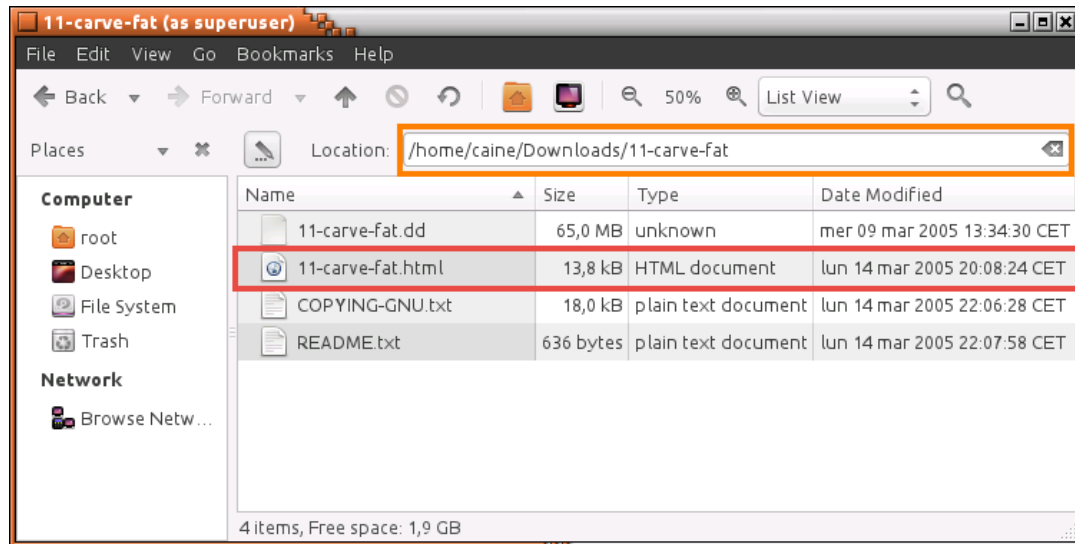 11-carve-fat (as superuser)
File Edit View Go Bookmarks Help
Back Forward 50% List View
Places Location: /home/caine/Downloads/11-carve-fat
Computer
root
Desktop
File System
Trash
Network
Browse Netw...
Name Size Type Date Modified
11-carve-fat.dd 65,0 MB unknown mer 09 mar 2005 13:34:30 CET
11-carve-fat.html 13,8 kB HTML document lun 14 mar 2005 20:08:24 CET
COPYING-GNU.txt 18,0 kB plain text document lun 14 mar 2005 22:06:28 CET
README.txt 636 bytes plain text document lun 14 mar 2005 22:07:58 CET
4 items, Free space: 1,9 GB